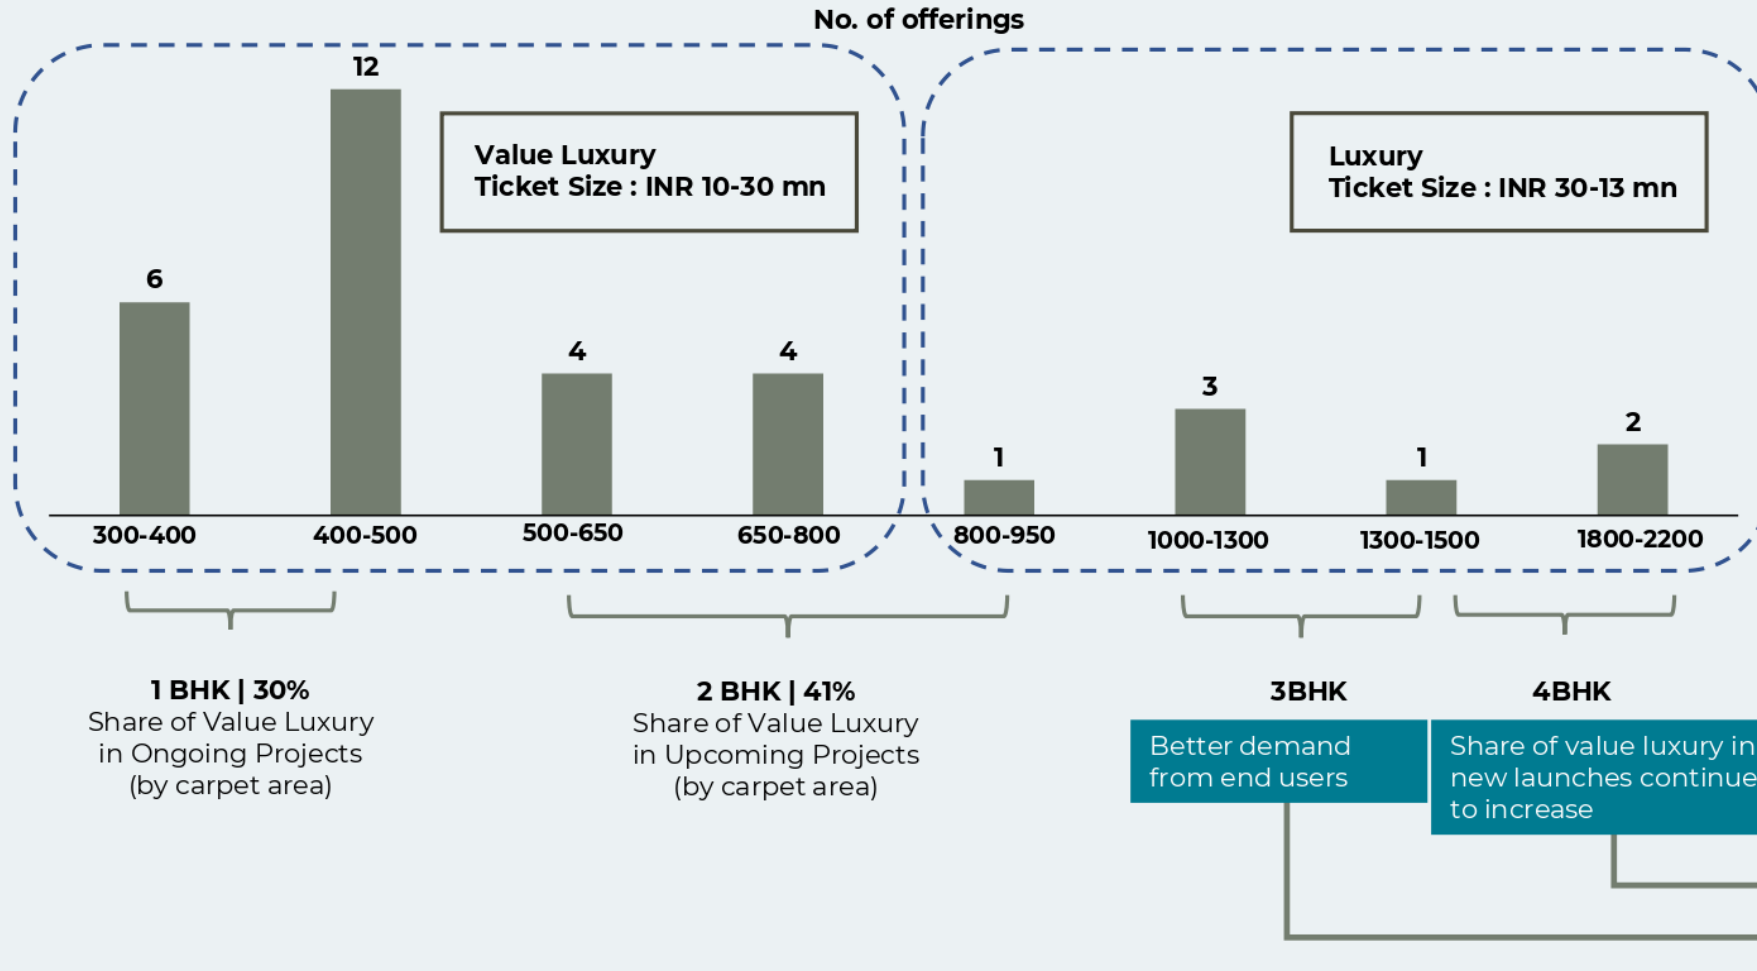 No. of offerings
12
Value Luxury
Ticket Size : INR 10-30 mn
Luxury
Ticket Size : INR 30-13 mn
6
4
4
1
3
1
2
300-400
400-500
500-650
650-800
800-950
1000-1300
1300-1500
1800-2200
1 BHK | 30%
Share of Value Luxury
in Ongoing Projects
(by carpet area)
2 BHK | 41%
Share of Value Luxury
in Upcoming Projects
(by carpet area)
3BHK
Better demand
from end users
4BHK
Share of value luxury in
new launches continue
to increase